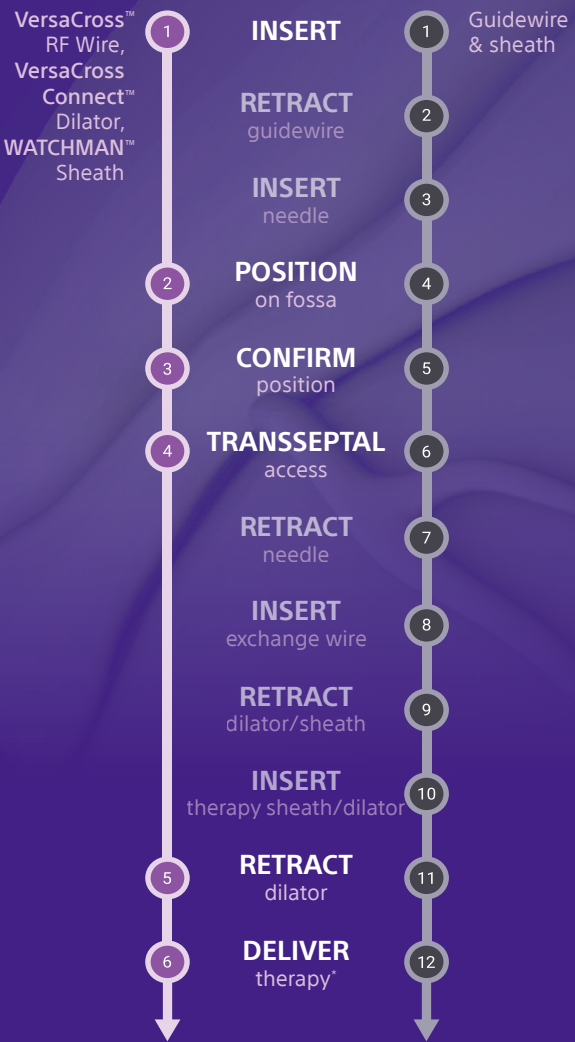 VersaCross™
RF Wire,
VersaCross
Connect™
Dilator,
WATCHMAN™
Sheath
1
INSERT
1
Guidewire
& sheath
RETRACT
guidewire
2
INSERT
needle
3
2
POSITION
on fossa
4
3
CONFIRM
position
5
4
TRANSSEPTAL
access
6
RETRACT
needle
7
INSERT
exchange wire
8
RETRACT
dilator/sheath
9
INSERT
therapy sheath/dilator
10
5
RETRACT
dilator
11
6
DELIVER
therapy*
12